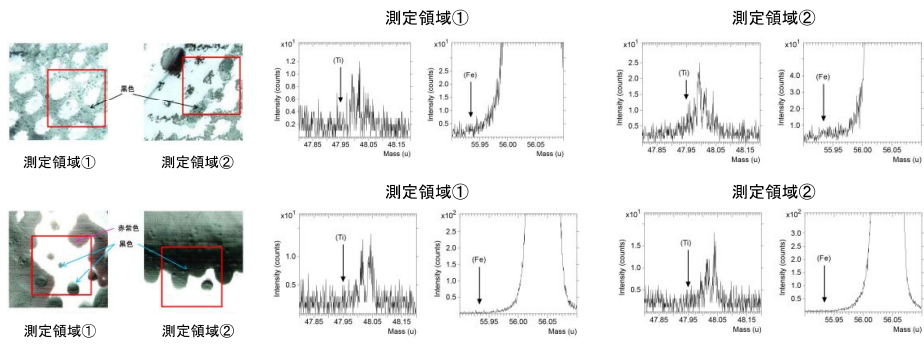 測定領域① 測定領域②
黒色
測定領域① 測定領域②
x10¹
Intensity (counts)
1.2
1.0
0.8
0.6
0.4
0.2
(Ti)
47.85 47.95 48.05 48.15
Mass (u)
x10¹
Intensity (counts)
2.5
2.0
1.5
1.0
0.5
(Fe)
55.95 56.00 56.05
Mass (u)
x10¹
Intensity (counts)
2.5
2.0
1.5
1.0
0.5
(Ti)
47.85 47.95 48.05 48.15
Mass (u)
x10¹
Intensity (counts)
4.0
3.0
2.0
1.0
(Fe)
55.95 56.00 56.05
Mass (u)
測定領域① 測定領域②
赤紫色
黒色
測定領域① 測定領域②
x10¹
Intensity (counts)
1.5
1.0
0.5
(Ti)
47.85 47.95 48.05 48.15
Mass (u)
x10²
Intensity (counts)
3.0
2.5
2.0
1.5
1.0
0.5
(Fe)
55.95 56.00 56.05
Mass (u)
x10¹
Intensity (counts)
1.5
1.0
0.5
(Ti)
47.85 47.95 48.05 48.15
Mass (u)
x10²
Intensity (counts)
3.0
2.5
2.0
1.5
1.0
0.5
(Fe)
55.95 56.00 56.05
Mass (u)